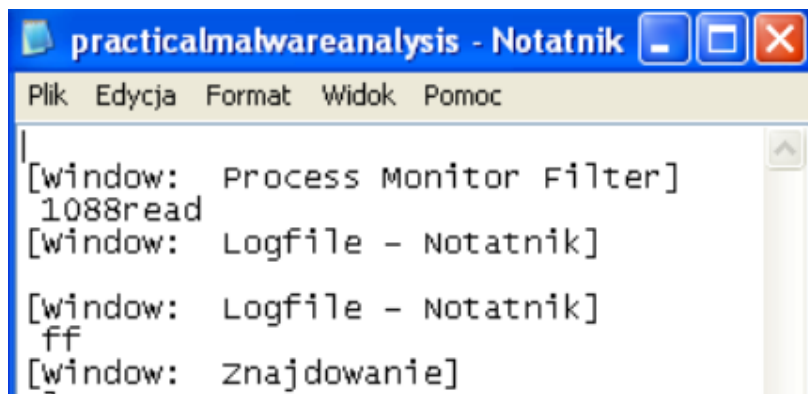 practicalmalwareanalysis - Notatnik
Plik Edycja Format Widok Pomoc
[Window: Process Monitor Filter]
1088read
[Window: Logfile – Notatnik]
[Window: Logfile – Notatnik]
ff
[Window: Znajdowanie]